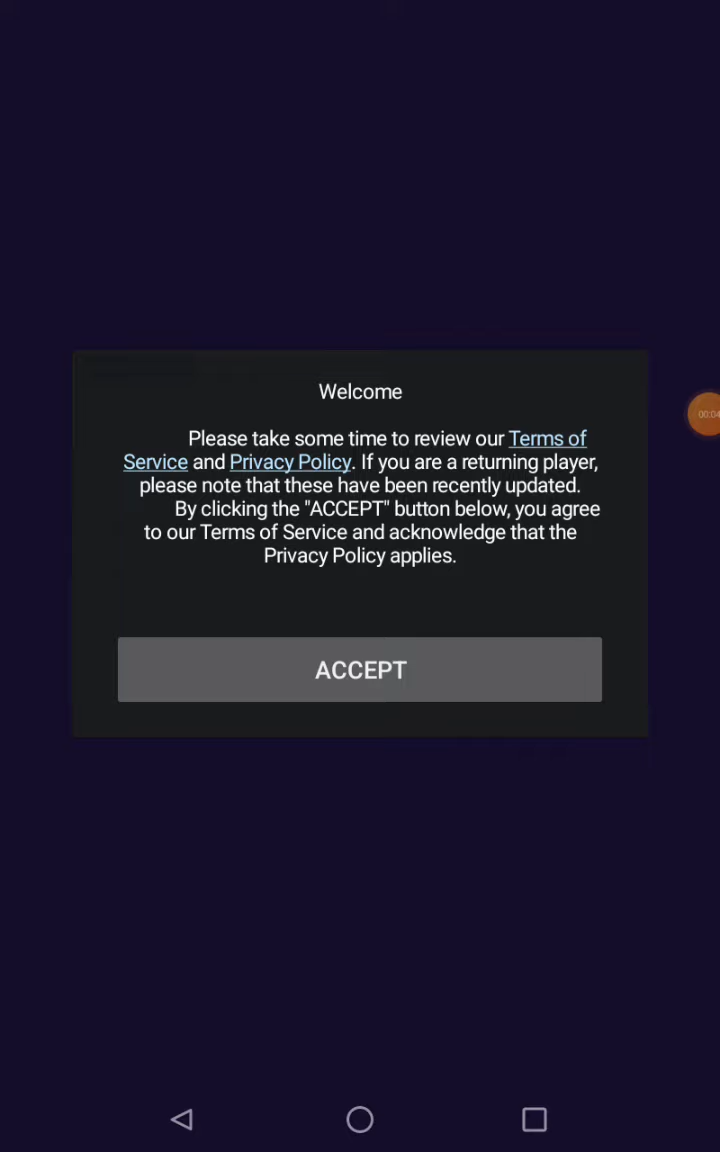 Welcome
Please take some time to review our Terms of
Service and Privacy Policy. If you are a returning player,
please note that these have been recently updated.
By clicking the "ACCEPT" button below, you agree
to our Terms of Service and acknowledge that the
Privacy Policy applies.
00:04
ACCEPT